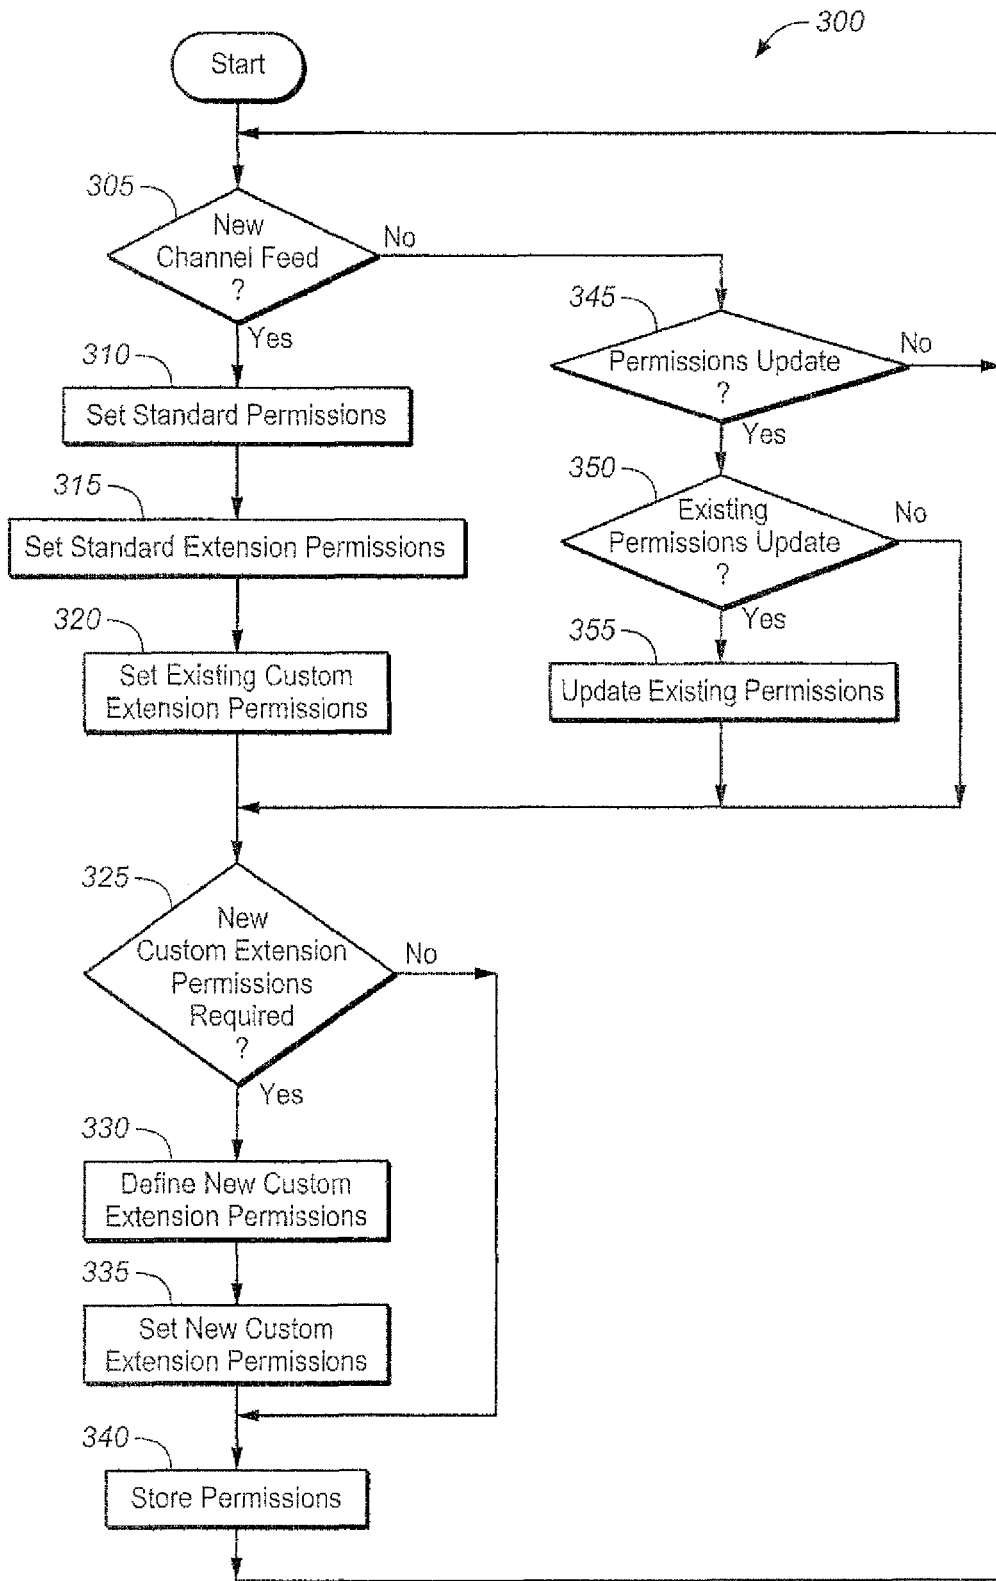 300
Start
305
New
Channel Feed
?
No
Yes
310
Set Standard Permissions
315
Set Standard Extension Permissions
320
Set Existing Custom
Extension Permissions
345
Permissions Update
?
No
Yes
350
Existing
Permissions Update
?
No
Yes
355
Update Existing Permissions
325
New
Custom Extension
Permissions
Required
?
No
Yes
330
Define New Custom
Extension Permissions
335
Set New Custom
Extension Permissions
340
Store Permissions